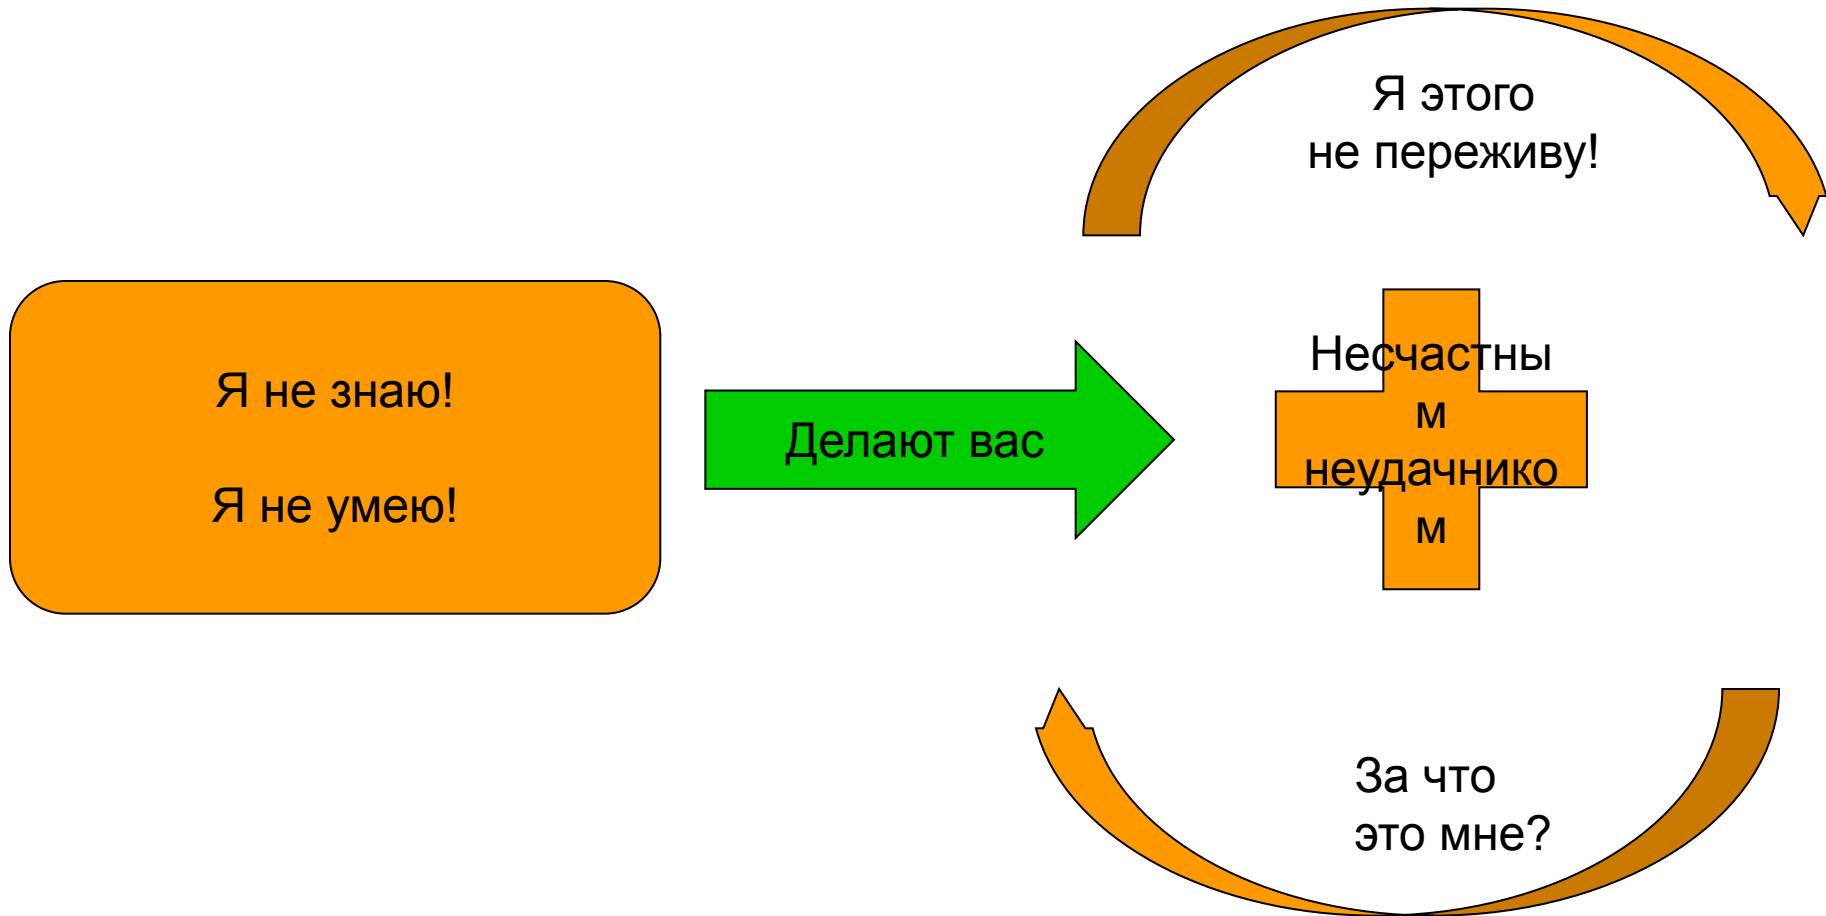 Я не знаю!
Я не умею!
Делают вас
Я этого
не переживу!
Несчастны
м
неудачнико
м
За что
это мне?